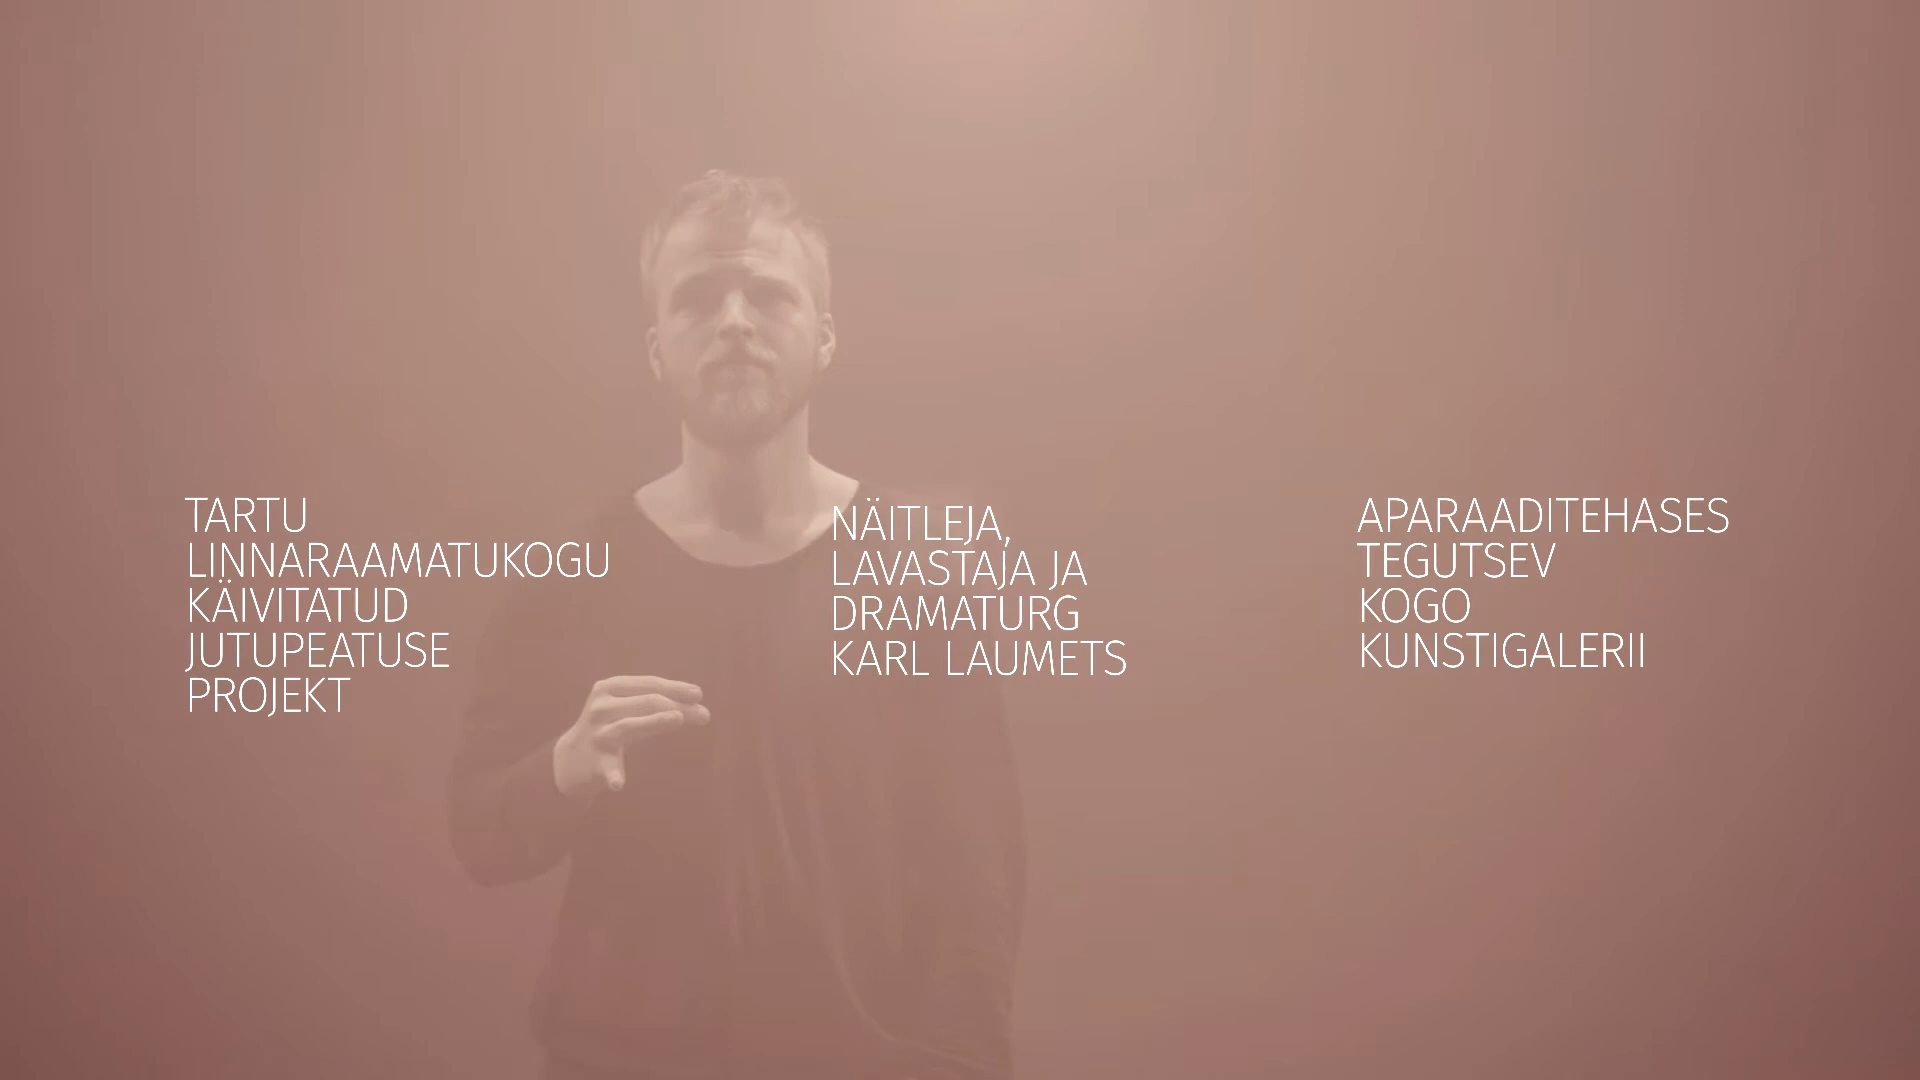 TARTU
LINNARAAMATUKOGU
KÄIVITATUD
JUTUPEATUSE
PROJEKT
NÄITLEJA,
LAVASTAJA JA
DRAMATURG
KARL LAUMETS
APARAADITEHASES
TEGUTSEV
KOGO
KUNSTIGALERII